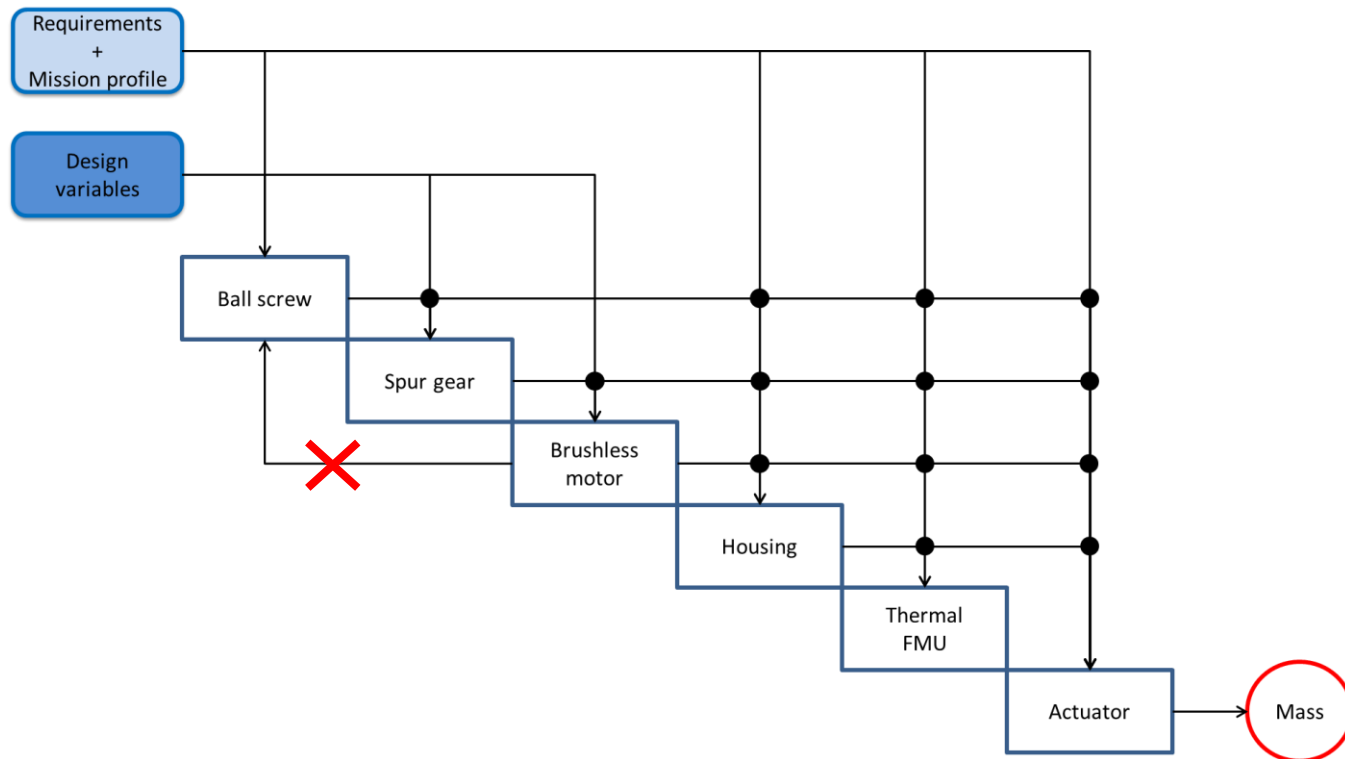 Requirements
+
Mission profile
Design
variables
Ball screw
Spur gear
Brushless
motor
Housing
Thermal
FMU
Actuator
Mass